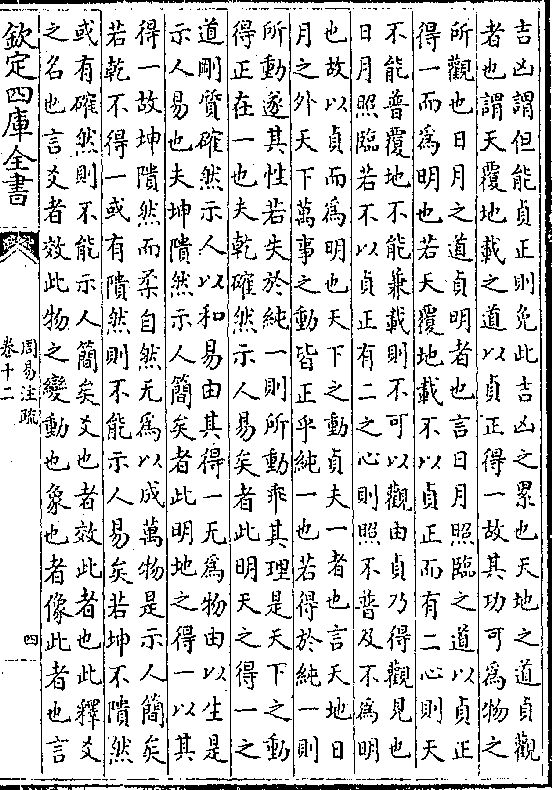 吉凶謂但能貞正則免此吉凶之累也天地之道貞觀
者也謂天覆地載之道以貞正得一故其功可為物之
所觀也日月之道貞明者也言日月照臨之道以貞正
得一而為明也若天覆地載不以貞正而有二心則天
不能普覆地不能兼載則不可以觀由貞乃得觀見也
日月照臨若不以貞正有二之心則照不普及不為明
也故以貞而為明也天下之動貞夫一者也言天地日
月之外天下萬事之動皆正乎純一也若得於純一則
所動遂其性若失於純一則所動乖其理是天下之動
得正在一也夫乾確然示人易矣者此明天之得一之
道剛質確然示人以和易由其得一无為物由以生是
示人易也夫坤隤然示人簡矣者此明地之得一以其
得一故坤隤然而柔自然无為以成萬物是示人簡矣
若乾不得一或有隤然則不能示人易矣若坤不隤然
或有確然則不能示人簡矣爻也者效此者也此釋爻
之名也言爻者效此物之變動也象也者像此者也言
欽定四庫全書
周易注疏
卷十二
四